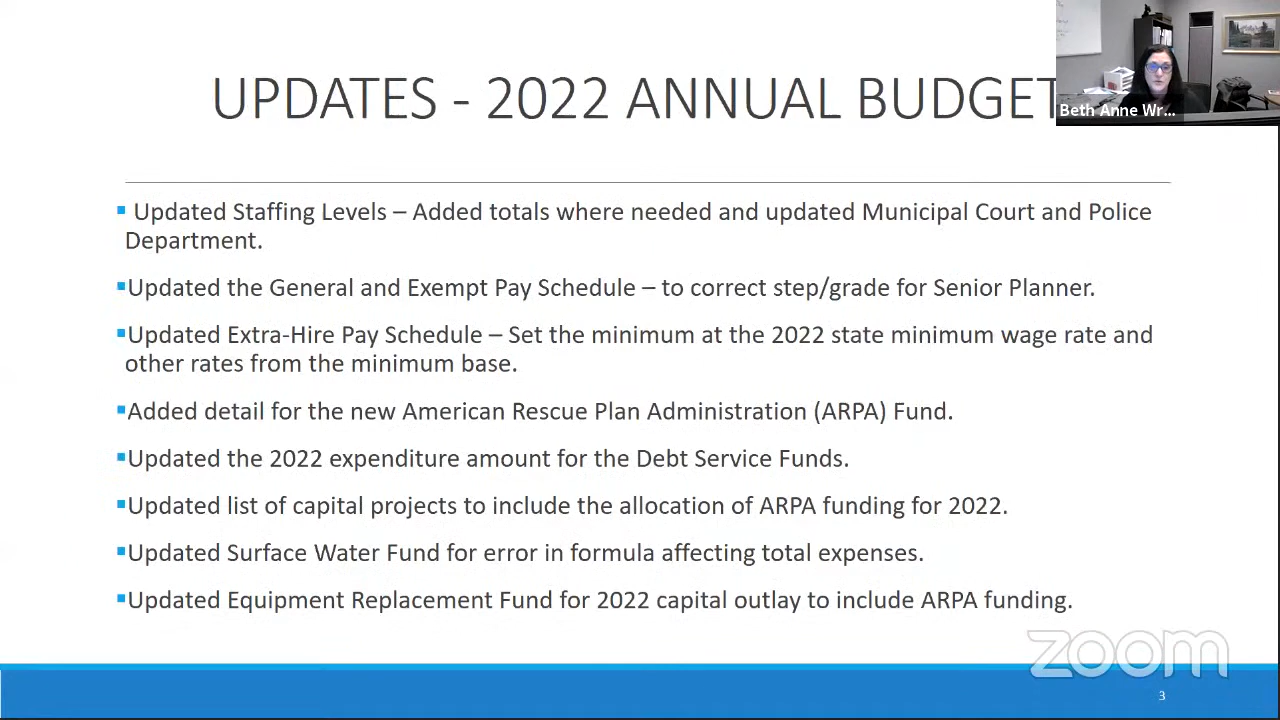 UPDATES - 2022 ANNUAL BUDGET
Beth Anne Wr...
▪ Updated Staffing Levels – Added totals where needed and updated Municipal Court and Police
Department.
▪Updated the General and Exempt Pay Schedule – to correct step/grade for Senior Planner.
▪Updated Extra-Hire Pay Schedule – Set the minimum at the 2022 state minimum wage rate and
other rates from the minimum base.
▪Added detail for the new American Rescue Plan Administration (ARPA) Fund.
▪Updated the 2022 expenditure amount for the Debt Service Funds.
▪Updated list of capital projects to include the allocation of ARPA funding for 2022.
▪Updated Surface Water Fund for error in formula affecting total expenses.
▪Updated Equipment Replacement Fund for 2022 capital outlay to include ARPA funding.
zoom
3